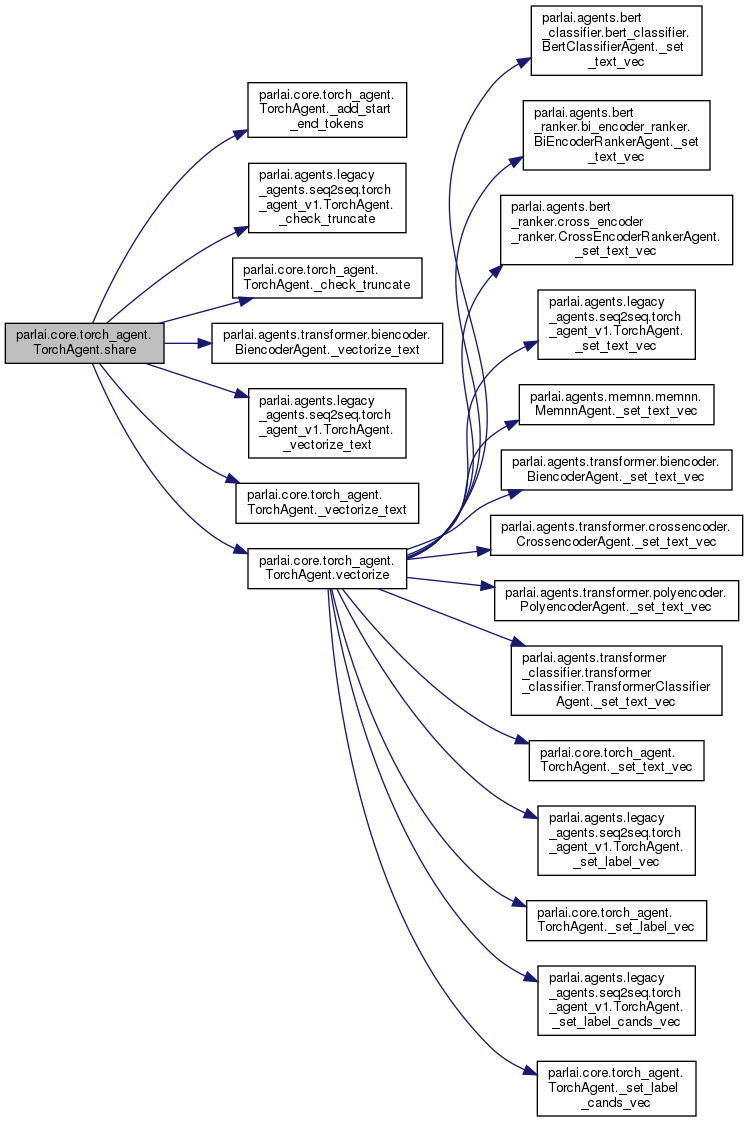 parlai.core.torch_agent.
TorchAgent.share
parlai.core.torch_agent.
TorchAgent._add_start
_end_tokens
parlai.agents.legacy
_agents.seq2seq.torch
_agent_v1.TorchAgent.
_check_truncate
parlai.core.torch_agent.
TorchAgent._check_truncate
parlai.agents.transformer.biencoder.
BiencoderAgent._vectorize_text
parlai.agents.legacy
_agents.seq2seq.torch
_agent_v1.TorchAgent.
_vectorize_text
parlai.core.torch_agent.
TorchAgent._vectorize_text
parlai.core.torch_agent.
TorchAgent.vectorize
parlai.agents.bert
_classifier.bert_classifier.
BertClassifierAgent._set
_text_vec
parlai.agents.bert
_ranker.bi_encoder_ranker.
BiEncoderRankerAgent._set
_text_vec
parlai.agents.bert
_ranker.cross_encoder
_ranker.CrossEncoderRankerAgent.
_set_text_vec
parlai.agents.legacy
_agents.seq2seq.torch
_agent_v1.TorchAgent.
_set_text_vec
parlai.agents.memnn.memnn.
MemnnAgent._set_text_vec
parlai.agents.transformer.biencoder.
BiencoderAgent._set_text_vec
parlai.agents.transformer.crossencoder.
CrossencoderAgent._set_text_vec
parlai.agents.transformer.polyencoder.
PolyencoderAgent._set_text_vec
parlai.agents.transformer
_classifier.transformer
_classifier.TransformerClassifier
Agent._set_text_vec
parlai.core.torch_agent.
TorchAgent._set_text_vec
parlai.agents.legacy
_agents.seq2seq.torch
_agent_v1.TorchAgent.
_set_label_vec
parlai.core.torch_agent.
TorchAgent._set_label_vec
parlai.agents.legacy
_agents.seq2seq.torch
_agent_v1.TorchAgent.
_set_label_cands_vec
parlai.core.torch_agent.
TorchAgent._set_label
_cands_vec